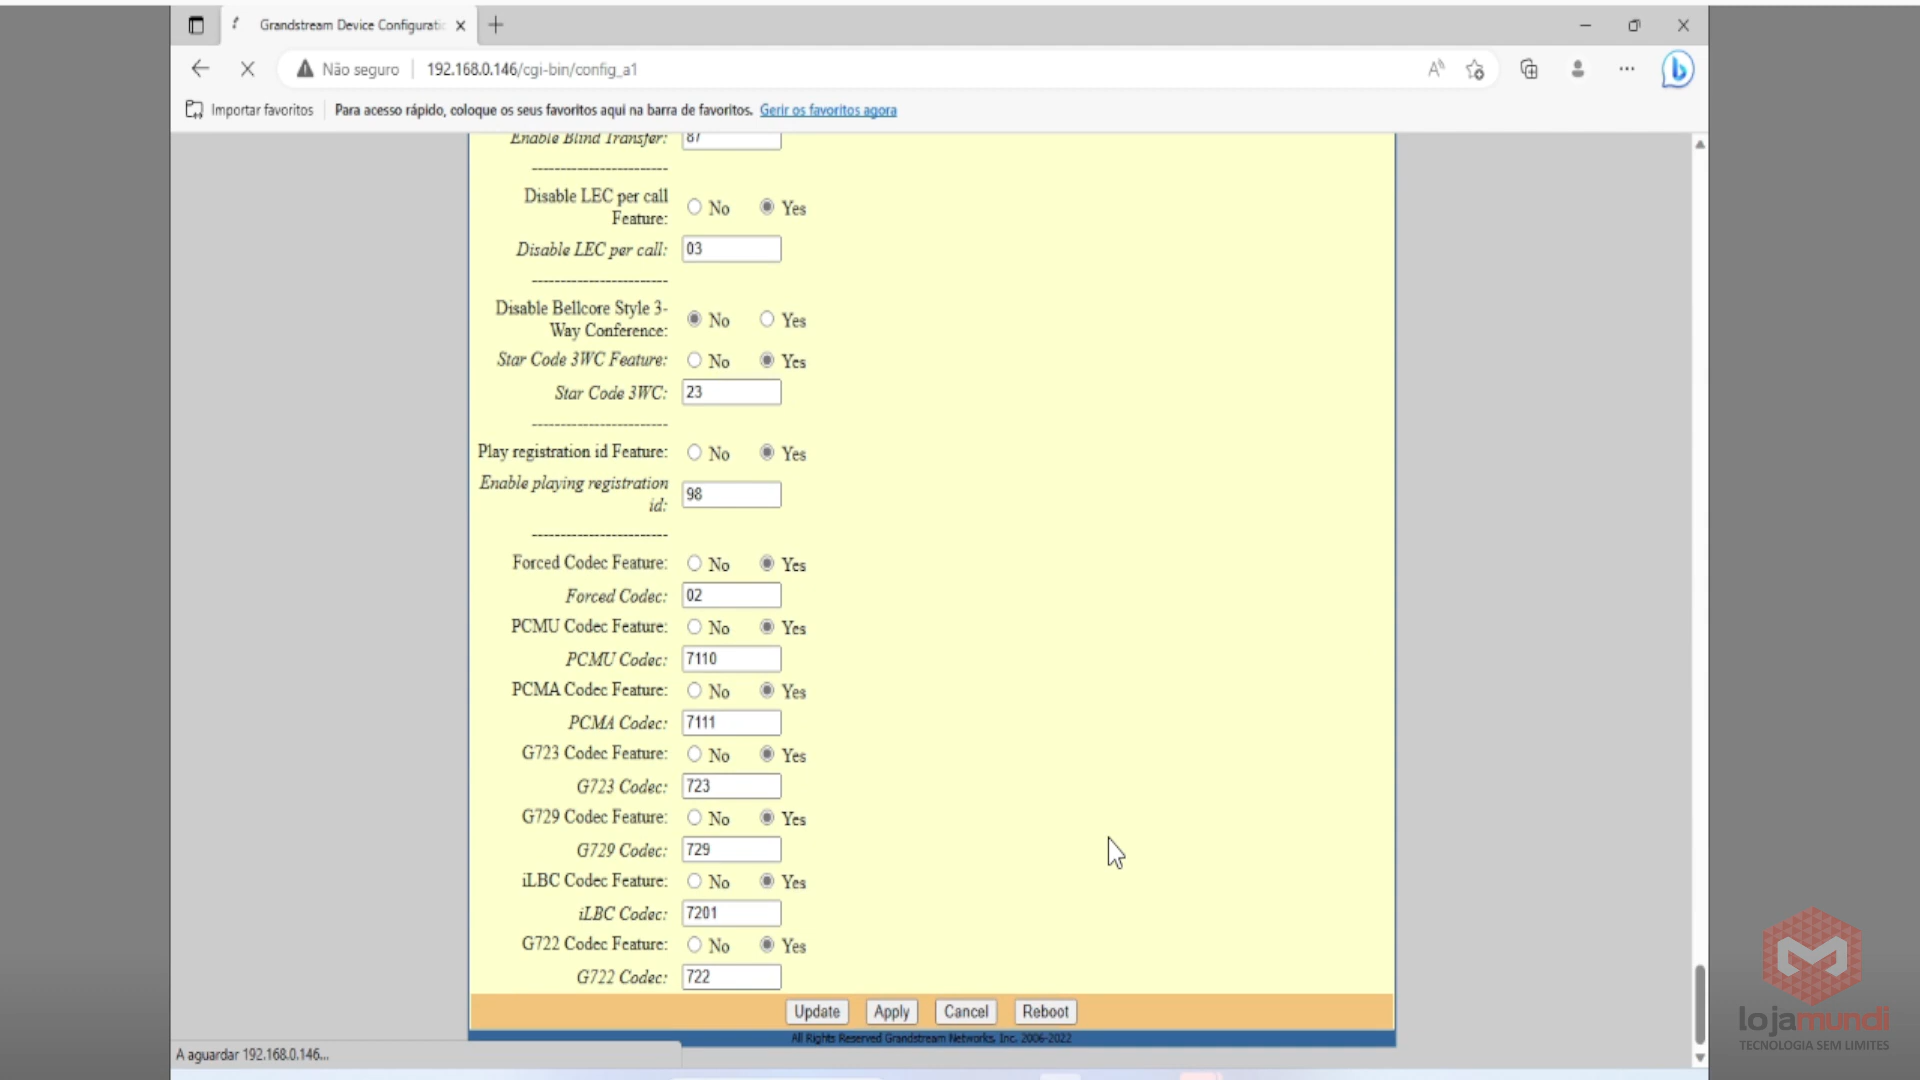 Grandstream Device Configurati
Não seguro
192.168.0.146/cgi-bin/config_a1
Importar favoritos
Para acesso rápido, coloque os seus favoritos aqui na barra de favoritos. Gerir os favoritos agora
Enable Blind Transfer: 87
------------------------
Disable LEC per call
Feature: No Yes
Disable LEC per call: 03
------------------------
Disable Bellcore Style 3-
Way Conference: No Yes
Star Code 3WC Feature: No Yes
Star Code 3WC: 23
------------------------
Play registration id Feature: No Yes
Enable playing registration
id: 98
------------------------
Forced Codec Feature: No Yes
Forced Codec: 02
PCMU Codec Feature: No Yes
PCMU Codec: 7110
PCMA Codec Feature: No Yes
PCMA Codec: 7111
G723 Codec Feature: No Yes
G723 Codec: 723
G729 Codec Feature: No Yes
G729 Codec: 729
iLBC Codec Feature: No Yes
iLBC Codec: 7201
G722 Codec Feature: No Yes
G722 Codec: 722
Update Apply Cancel Reboot
All Rights Reserved Grandstream Networks, Inc. 2006-2022
A aguardar 192.168.0.146...
lojamundi
TECNOLOGIA SEM LIMITES